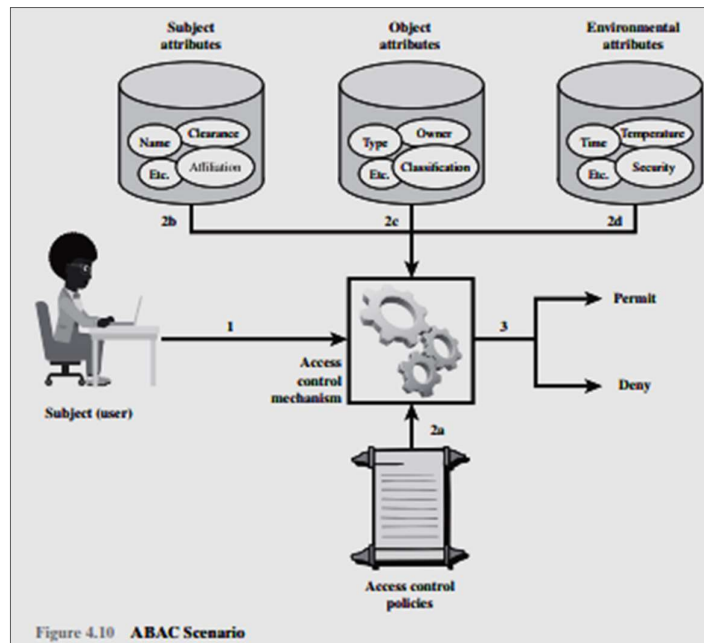 Subject
attributes
Object
attributes
Environmental
attributes
Name
Clearance
Etc.
Affiliation
Type
Owner
Etc.
Classification
Time
Temperature
Etc.
Security
2b
2c
2d
1
Access
control
mechanism
3
Permit
Deny
Subject (user)
2a
Access control
policies
Figure 4.10 ABAC Scenario